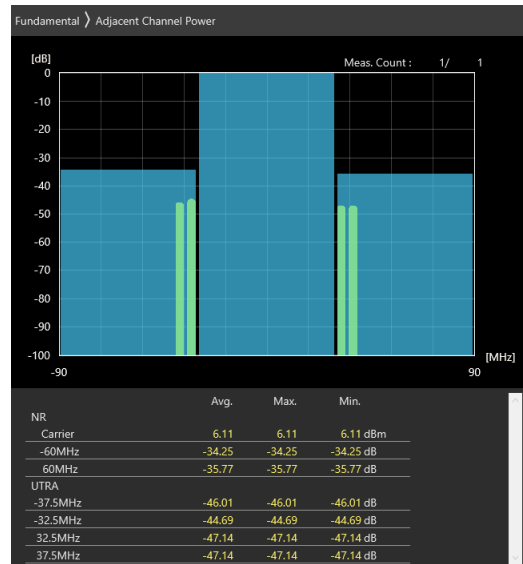 Fundamental 〉 Adjacent Channel Power
[dB]
Meas. Count : 1/ 1
0
-10
-20
-30
-40
-50
-60
-70
-80
-90
-100
[MHz]
-90 90
Avg. Max. Min.
NR
Carrier 6.11 6.11 6.11 dBm
-60MHz -34.25 -34.25 -34.25 dB
60MHz -35.77 -35.77 -35.77 dB
UTRA
-37.5MHz -46.01 -46.01 -46.01 dB
-32.5MHz -44.69 -44.69 -44.69 dB
32.5MHz -47.14 -47.14 -47.14 dB
37.5MHz -47.14 -47.14 -47.14 dB